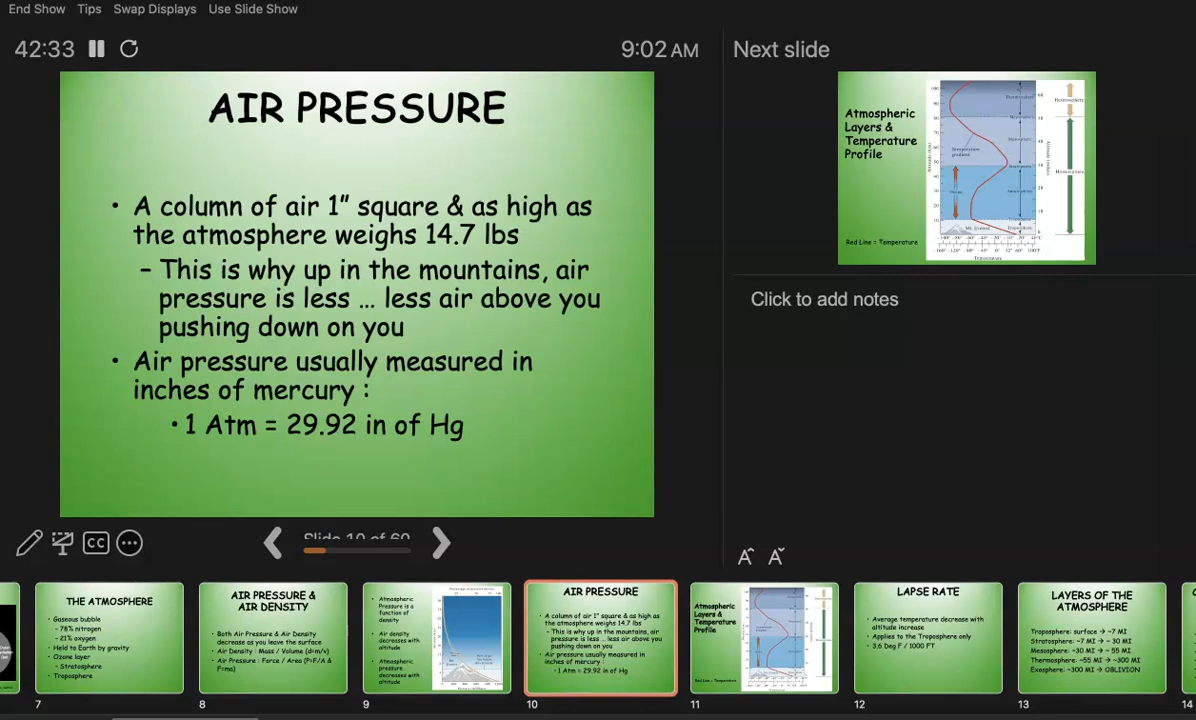 End Show Tips Swap Displays Use Slide Show
42:33
9:02 AM
Next slide
AIR PRESSURE
• A column of air 1” square & as high as
the atmosphere weighs 14.7 lbs
– This is why up in the mountains, air
pressure is less … less air above you
pushing down on you
• Air pressure usually measured in
inches of mercury :
• 1 Atm = 29.92 in of Hg
Atmospheric
Layers &
Temperature
Profile
Red Line = Temperature
Temperature
gradient
Mt. Everest
Heterosphere
Homosphere
Temperature
Click to add notes
CC
Slide 10 of 60
THE ATMOSPHERE
• Gaseous bubble
– 78% nitrogen
– 21% oxygen
• Held to Earth by gravity
• Ozone layer
– Stratosphere
• Troposphere
7
AIR PRESSURE &
AIR DENSITY
• Both Air Pressure & Air Density
decrease as you leave the surface
• Air Density : Mass / Volume (d=m/v)
• Air Pressure : Force / Area (P=F/A &
F=ma)
8
• Atmospheric
Pressure is a
function of
density
• Air density
decreases with
altitude
• Atmospheric
pressure
decreases with
altitude
9
AIR PRESSURE
• A column of air 1” square & as high as
the atmosphere weighs 14.7 lbs
– This is why up in the mountains, air
pressure is less … less air above you
pushing down on you
• Air pressure usually measured in
inches of mercury :
• 1 Atm = 29.92 in of Hg
10
Atmospheric
Layers &
Temperature
Profile
Red Line = Temperature
11
LAPSE RATE
• Average temperature decrease with
altitude increase
• Applies to the Troposphere only
• 3.6 Deg F / 1000 FT
12
LAYERS OF THE
ATMOSPHERE
Troposphere: surface → ~7 MI
Stratosphere: ~7 MI → ~ 30 MI
Mesosphere: ~30 MI → ~ 55 MI
Thermosphere: ~55 MI → ~300 MI
Exosphere: ~300 MI → OBLIVION
13
14